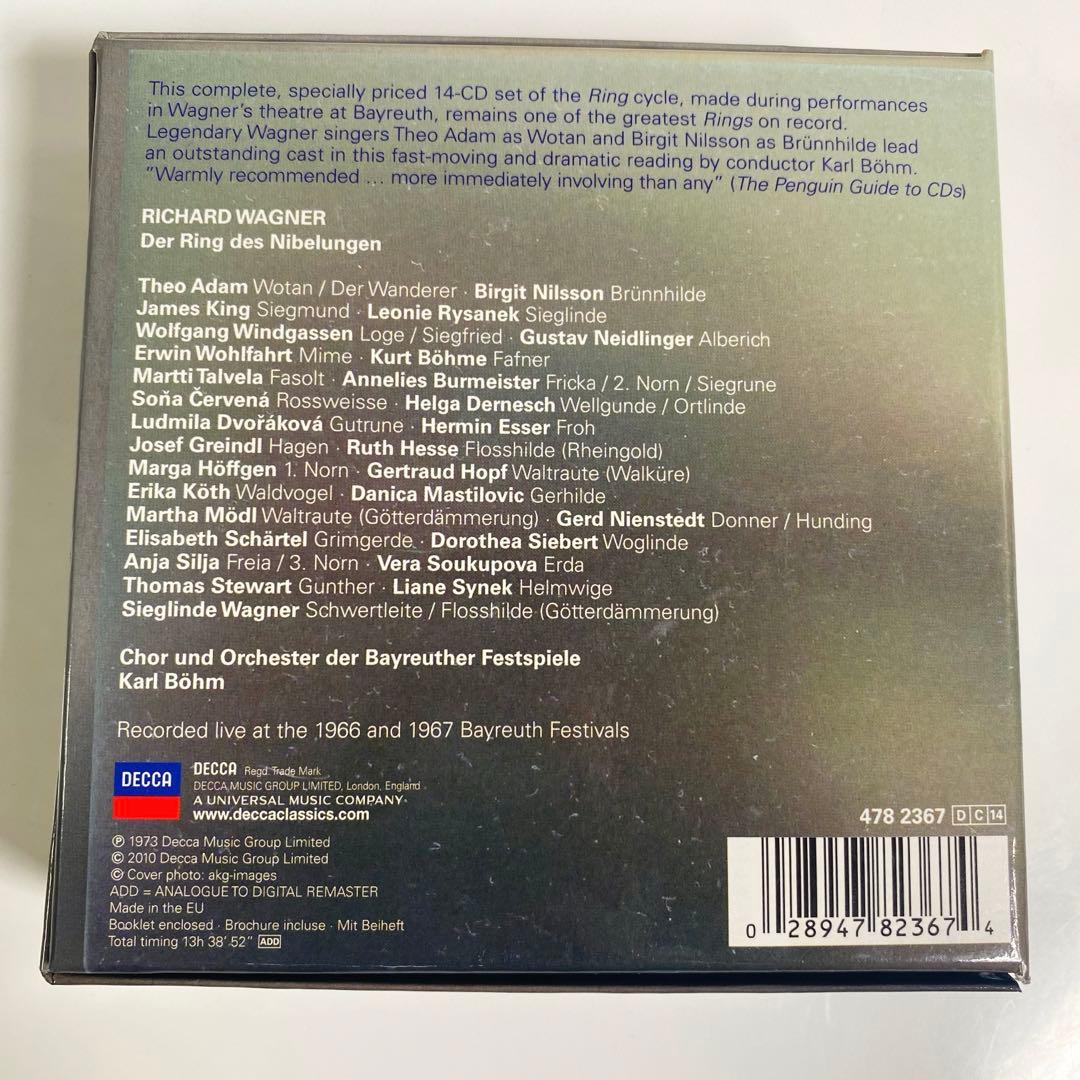 This complete, specially priced 14-CD set of the Ring cycle, made during performances
in Wagner's theatre at Bayreuth, remains one of the greatest Rings on record.
Legendary Wagner singers Theo Adam as Wotan and Birgit Nilsson as Brünnhilde lead
an outstanding cast in this fast-moving and dramatic reading by conductor Karl Böhm.
"Warmly recommended ... more immediately involving than any" (The Penguin Guide to CDs)
RICHARD WAGNER
Der Ring des Nibelungen
Theo Adam Wotan / Der Wanderer · Birgit Nilsson Brünnhilde
James King Siegmund · Leonie Rysanek Sieglinde
Wolfgang Windgassen Loge / Siegfried · Gustav Neidlinger Alberich
Erwin Wohlfahrt Mime · Kurt Böhme Fafner
Martti Talvela Fasolt · Annelies Burmeister Fricka / 2. Norn / Siegrune
Soňa Červená Rossweisse · Helga Dernesch Wellgunde / Ortlinde
Ludmila Dvořáková Gutrune · Hermin Esser Froh
Josef Greindl Hagen · Ruth Hesse Flosshilde (Rheingold)
Marga Höffgen 1. Norn · Gertraud Hopf Waltraute (Walküre)
Erika Köth Waldvogel · Danica Mastilovic Gerhilde ·
Martha Mödl Waltraute (Götterdämmerung) · Gerd Nienstedt Donner / Hunding
Elisabeth Schärtel Grimgerde · Dorothea Siebert Woglinde
Anja Silja Freia / 3. Norn · Vera Soukupova Erda
Thomas Stewart Gunther · Liane Synek Helmwige
Sieglinde Wagner Schwertleite / Flosshilde (Götterdämmerung)
Chor und Orchester der Bayreuther Festspiele
Karl Böhm
Recorded live at the 1966 and 1967 Bayreuth Festivals
DECCA
DECCA Regd. Trade Mark
DECCA MUSIC GROUP LIMITED, London, England
A UNIVERSAL MUSIC COMPANY
www.deccaclassics.com
478 2367 D C 14
℗ 1973 Decca Music Group Limited
© 2010 Decca Music Group Limited
© Cover photo: akg-images
ADD = ANALOGUE TO DIGITAL REMASTER
Made in the EU
Booklet enclosed · Brochure incluse · Mit Beiheft
Total timing 13h 38'.52" ADD
0 28947 82367 4